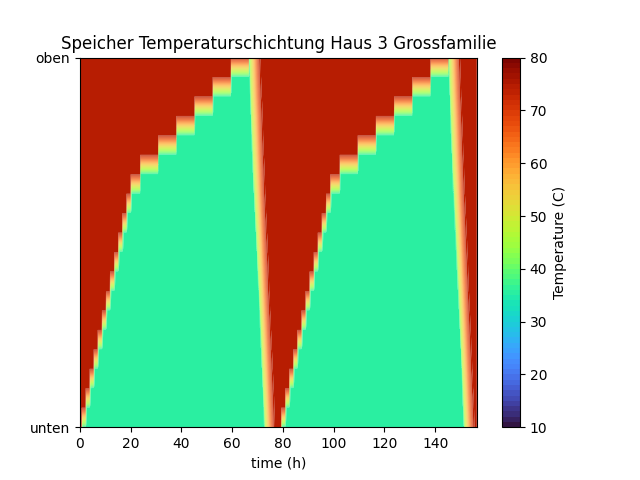 Speicher Temperaturschichtung Haus 3 Grossfamilie
oben
unten
0 20 40 60 80 100 120 140
time (h)
80
70
60
50
40
30
20
10
Temperature (C)